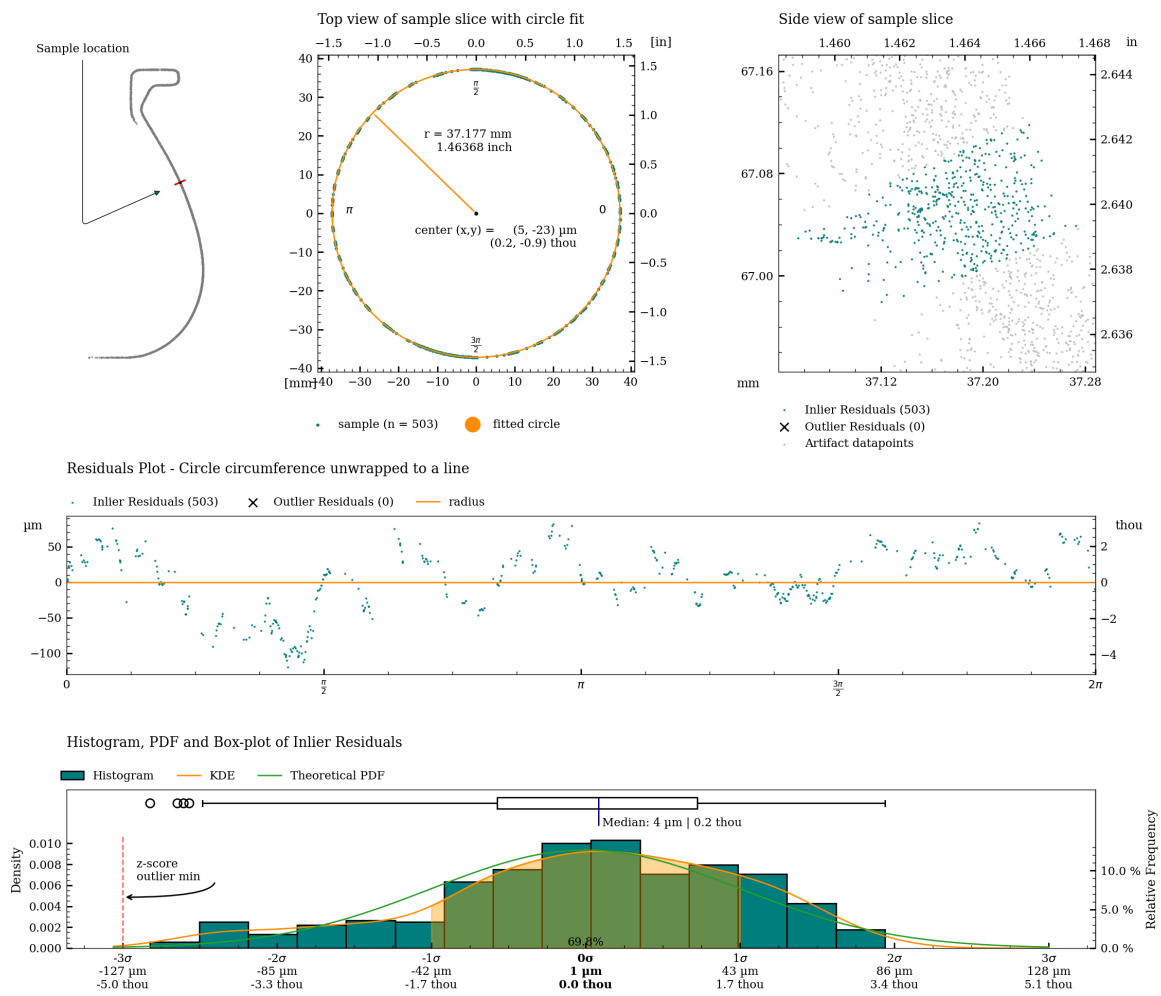 Sample location
Top view of sample slice with circle fit
−1.5 −1.0 −0.5 0.0 0.5 1.0 1.5 [in]
40
30
20
10
0
−10
−20
−30
−40
1.5
1.0
0.5
0.0
−0.5
−1.0
−1.5
π/2
r = 37.177 mm
1.46368 inch
π
0
center (x,y) = (5, -23) µm
(0.2, -0.9) thou
3π/2
[mm]
−40 −30 −20 −10 0 10 20 30 40
sample (n = 503) fitted circle
Side view of sample slice
1.460 1.462 1.464 1.466 1.468 in
67.16
67.08
67.00
2.644
2.642
2.640
2.638
2.636
mm 37.12 37.20 37.28
Inlier Residuals (503)
Outlier Residuals (0)
Artifact datapoints
Residuals Plot - Circle circumference unwrapped to a line
Inlier Residuals (503) Outlier Residuals (0) radius
µm
thou
50
0
−50
−100
2
0
−2
−4
0 π/2 π 3π/2 2π
Histogram, PDF and Box-plot of Inlier Residuals
Histogram KDE Theoretical PDF
Median: 4 µm | 0.2 thou
z-score
outlier min
Density
0.010
0.008
0.006
0.004
0.002
0.000
Relative Frequency
10.0 %
5.0 %
0.0 %
69.8%
-3σ -2σ -1σ 0σ 1σ 2σ 3σ
-127 µm -85 µm -42 µm 1 µm 43 µm 86 µm 128 µm
-5.0 thou -3.3 thou -1.7 thou 0.0 thou 1.7 thou 3.4 thou 5.1 thou